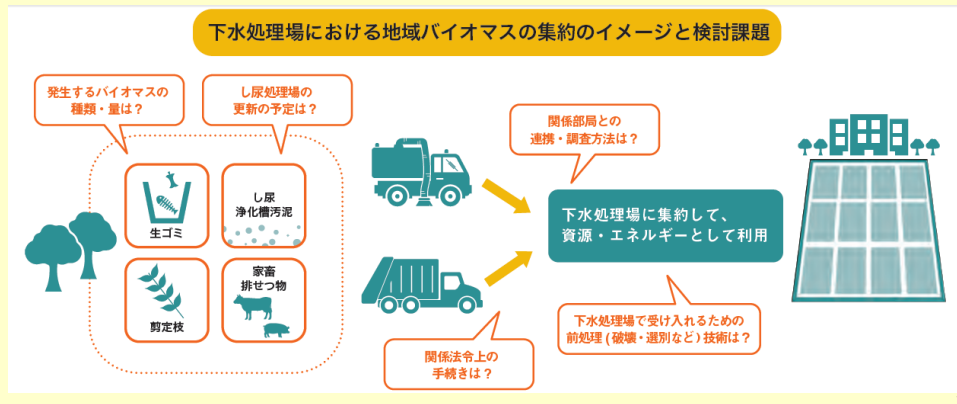 下水処理場における地域バイオマスの集約のイメージと検討課題
発生するバイオマスの
種類・量は？
し尿処理場の
更新の予定は？
関係部局との
連携・調査方法は？
生ゴミ
し尿
浄化槽汚泥
剪定枝
家畜
排せつ物
下水処理場に集約して、
資源・エネルギーとして利用
関係法令上の
手続きは？
下水処理場で受け入れるための
前処理(破壊・選別など)技術は？